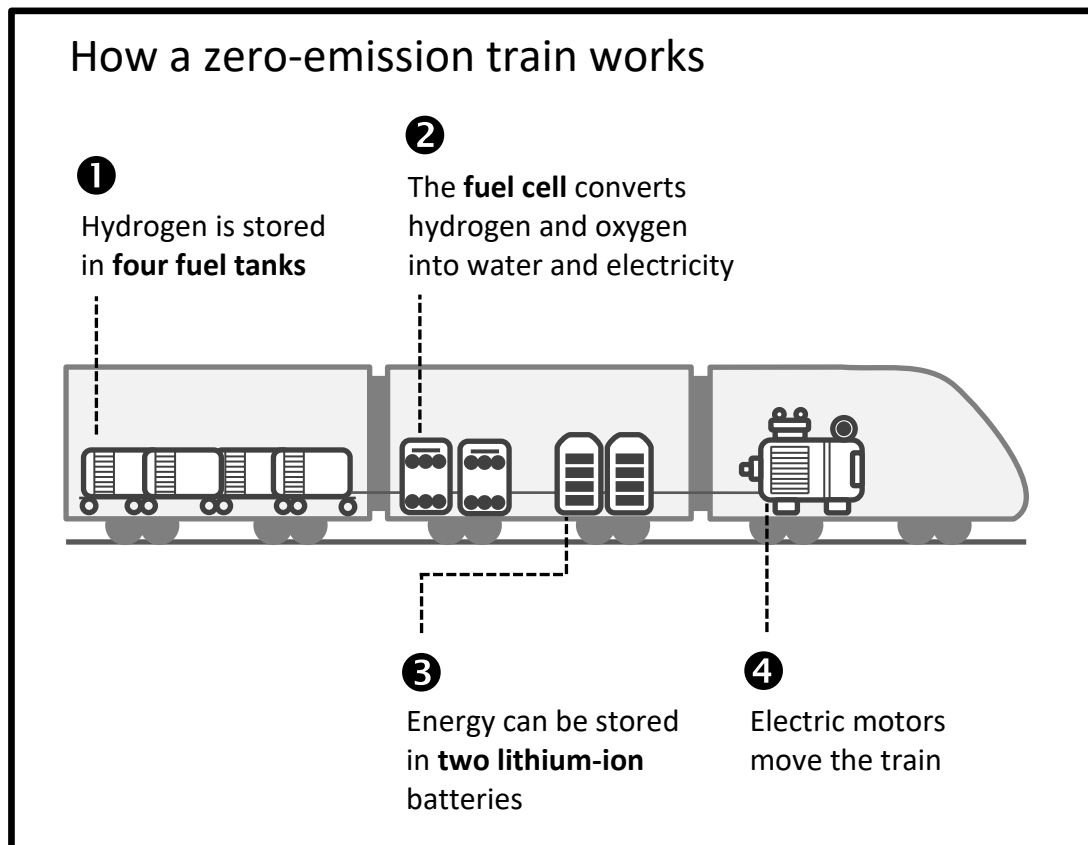 How a zero-emission train works
❶
Hydrogen is stored
in four fuel tanks
❷
The fuel cell converts
hydrogen and oxygen
into water and electricity
❸
Energy can be stored
in two lithium-ion
batteries
❹
Electric motors
move the train